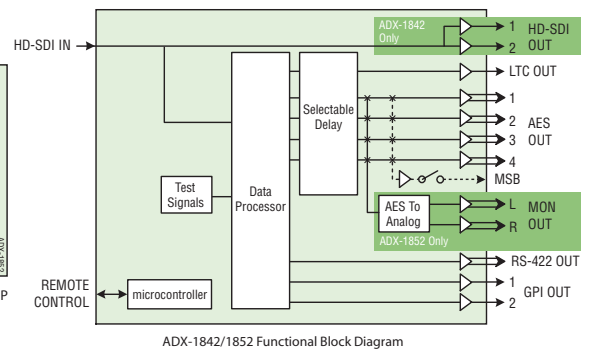 ADX-1842
Only
1 HD-SDI
2 OUT
HD-SDI IN
LTC OUT
1
2 AES
3 OUT
4
Selectable
Delay
MSB
Test
Signals
Data
Processor
AES To
Analog
L MON
R OUT
ADX-1852 Only
RS-422 OUT
REMOTE
CONTROL
microcontroller
1
GPI OUT
2
ADX-1852
P
ADX-1842/1852 Functional Block Diagram